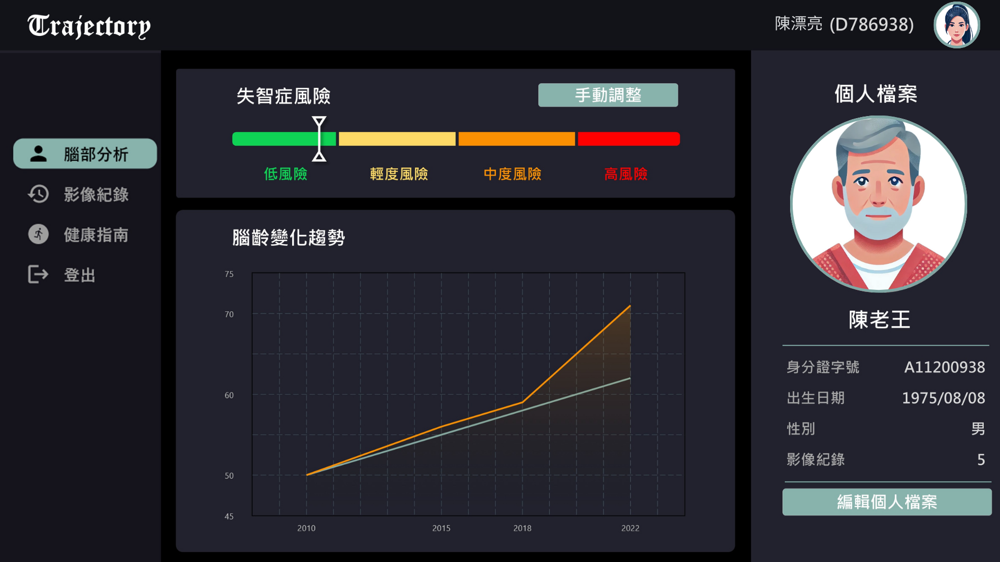 Trajectory
陳漂亮 (D786938)
腦部分析
影像紀錄
健康指南
登出
失智症風險
手動調整
低風險
輕度風險
中度風險
高風險
腦齡變化趨勢
75
70
60
50
45
2010
2015
2018
2022
個人檔案
陳老王
身分證字號 A11200938
出生日期 1975/08/08
性別 男
影像紀錄 5
編輯個人檔案